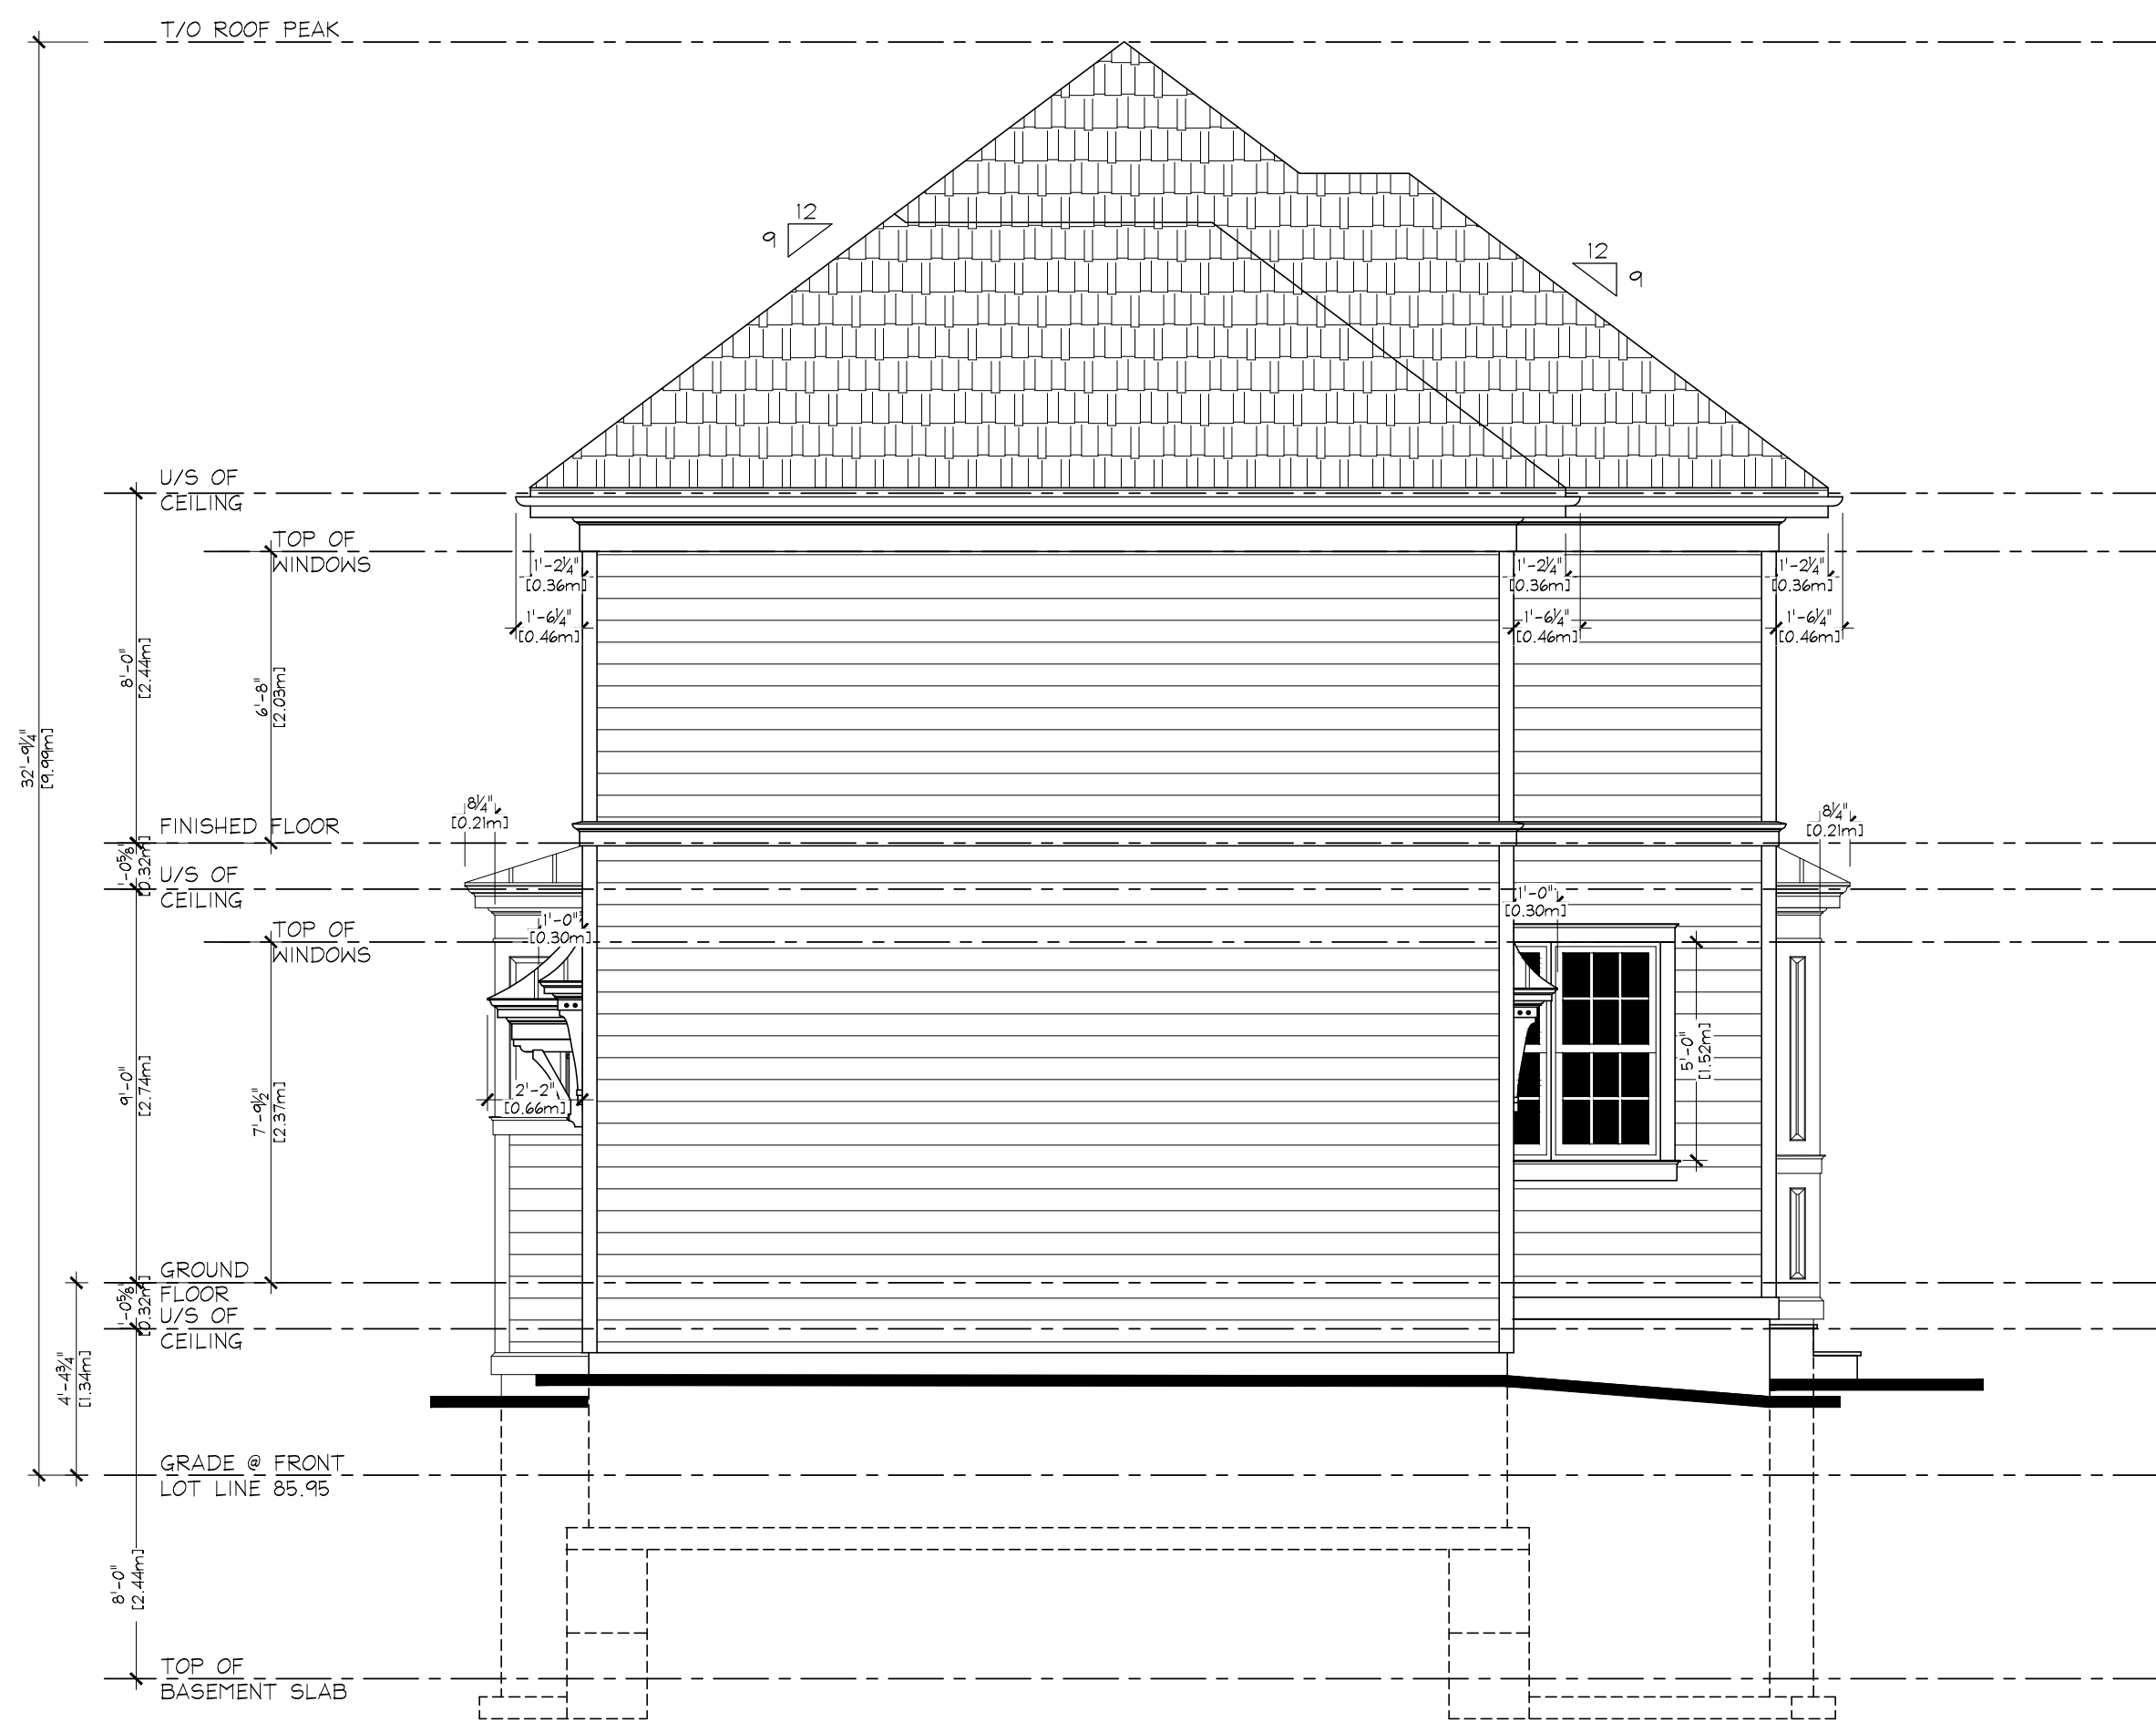 T/O ROOF PEAK
12
9
12
9
U/S OF
CEILING
TOP OF
WINDOWS
1'-2¼"
[0.36m]
1'-2¼"
[0.36m]
1'-2¼"
[0.36m]
1'-6¼"
[0.46m]
1'-6¼"
[0.46m]
1'-6¼"
[0.46m]
8'-0"
[2.44m]
6'-8"
[2.03m]
32'-9¼"
[9.99m]
8¼"
[0.21m]
8¼"
[0.21m]
FINISHED FLOOR
1'-0⅝"
[0.32m]
U/S OF
CEILING
1'-0"
[0.30m]
1'-0"
[0.30m]
TOP OF
WINDOWS
5'-0"
[1.52m]
9'-0"
[2.74m]
7'-9½"
[2.37m]
2'-2"
[0.66m]
GROUND
FLOOR
1'-0⅝"
[0.32m]
U/S OF
CEILING
4'-4¾"
[1.34m]
GRADE @ FRONT
LOT LINE 85.95
8'-0"
[2.44m]
TOP OF
BASEMENT SLAB